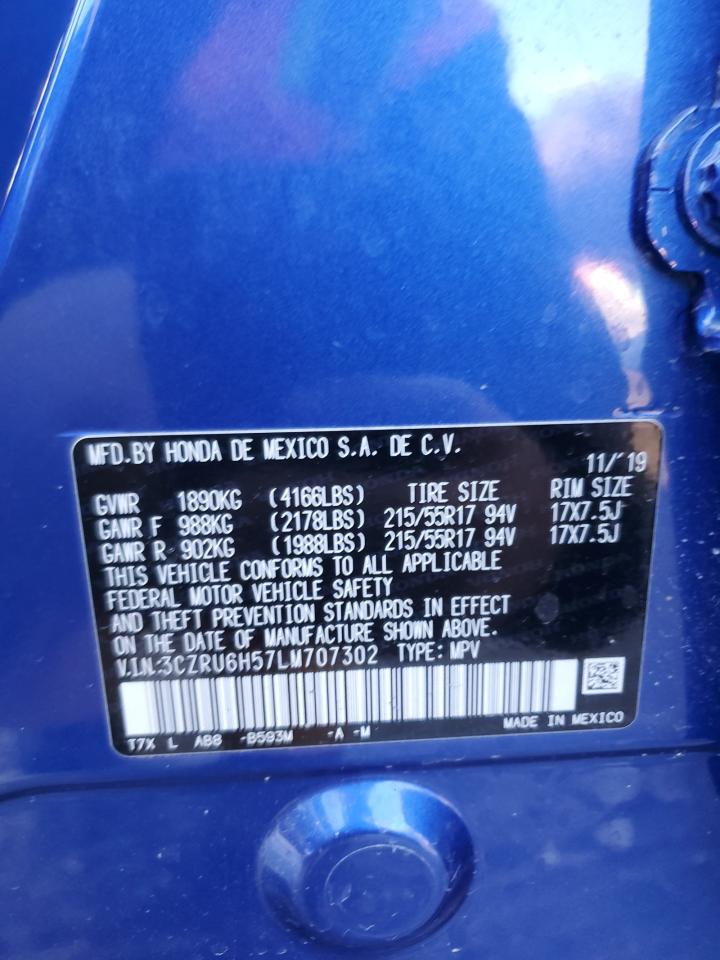 MFD.BY HONDA DE MEXICO S.A. DE C.V.
11/'19
GVWR 1890KG (4166LBS) TIRE SIZE RIM SIZE
GAWR F 988KG (2178LBS) 215/55R17 94V 17X7.5J
GAWR R 902KG (1988LBS) 215/55R17 94V 17X7.5J
THIS VEHICLE CONFORMS TO ALL APPLICABLE
FEDERAL MOTOR VEHICLE SAFETY
AND THEFT PREVENTION STANDARDS IN EFFECT
ON THE DATE OF MANUFACTURE SHOWN ABOVE.
V.I.N:3CZRU6H57LM707302 TYPE: MPV
T7X L AB8 -B593M -A -M MADE IN MEXICO